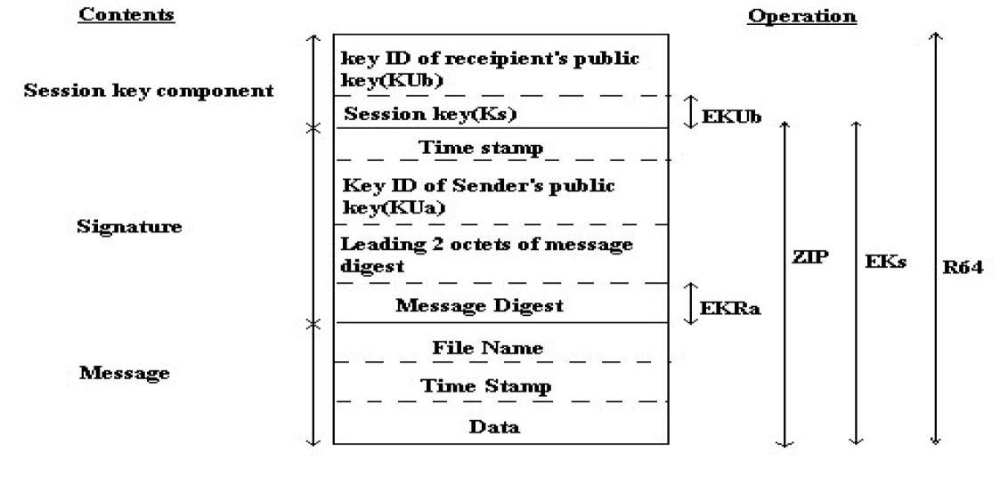 Contents
Operation
key ID of receipient's public
key(KUb)
Session key component
Session key(Ks)
EKUb
Time stamp
Key ID of Sender's public
key(KUa)
Signature
Leading 2 octets of message
digest
ZIP
EKs
R64
Message Digest
EKRa
File Name
Message
Time Stamp
Data